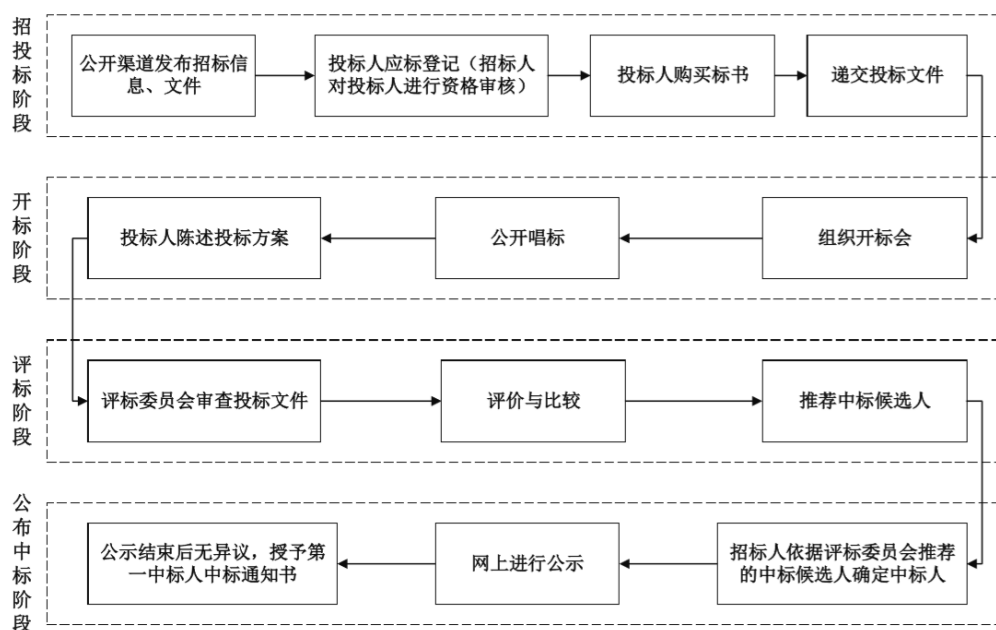 招投标阶段
公开渠道发布招标信
息、文件
投标人应标登记（招标人
对投标人进行资格审核）
投标人购买标书
递交投标文件
开标阶段
投标人陈述投标方案
公开唱标
组织开标会
评标阶段
评标委员会审查投标文件
评价与比较
推荐中标候选人
公布中标阶段
公示结束后无异议，授予第
一中标人中标通知书
网上进行公示
招标人依据评标委员会推荐
的中标候选人确定中标人